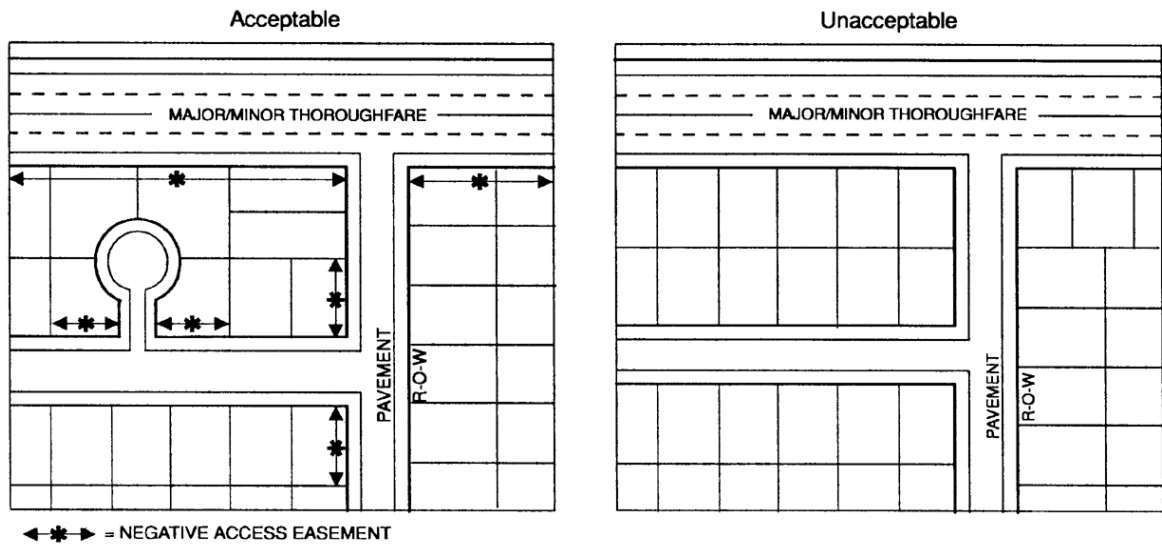 Acceptable
Unacceptable
MAJOR/MINOR THOROUGHFARE
MAJOR/MINOR THOROUGHFARE
PAVEMENT
R-O-W
PAVEMENT
R-O-W
= NEGATIVE ACCESS EASEMENT